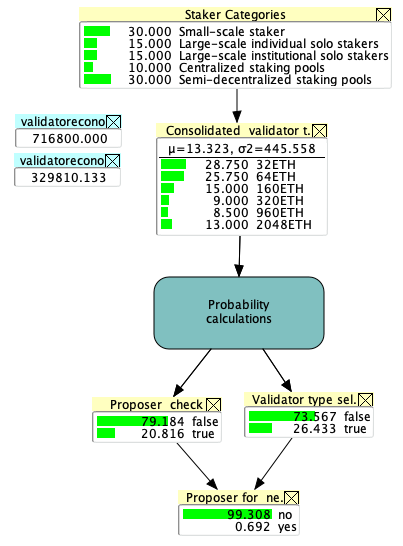 Staker Categories
30.000 Small-scale staker
15.000 Large-scale individual solo stakers
15.000 Large-scale institutional solo stakers
10.000 Centralized staking pools
30.000 Semi-decentralized staking pools
validatorecono
716800.000
validatorecono
329810.133
Consolidated validator t.
μ=13.323, σ2=445.558
28.750 32ETH
25.750 64ETH
15.000 160ETH
9.000 320ETH
8.500 960ETH
13.000 2048ETH
Probability
calculations
Proposer check
79.184 false
20.816 true
Validator type sel.
73.567 false
26.433 true
Proposer for ne.
99.308 no
0.692 yes